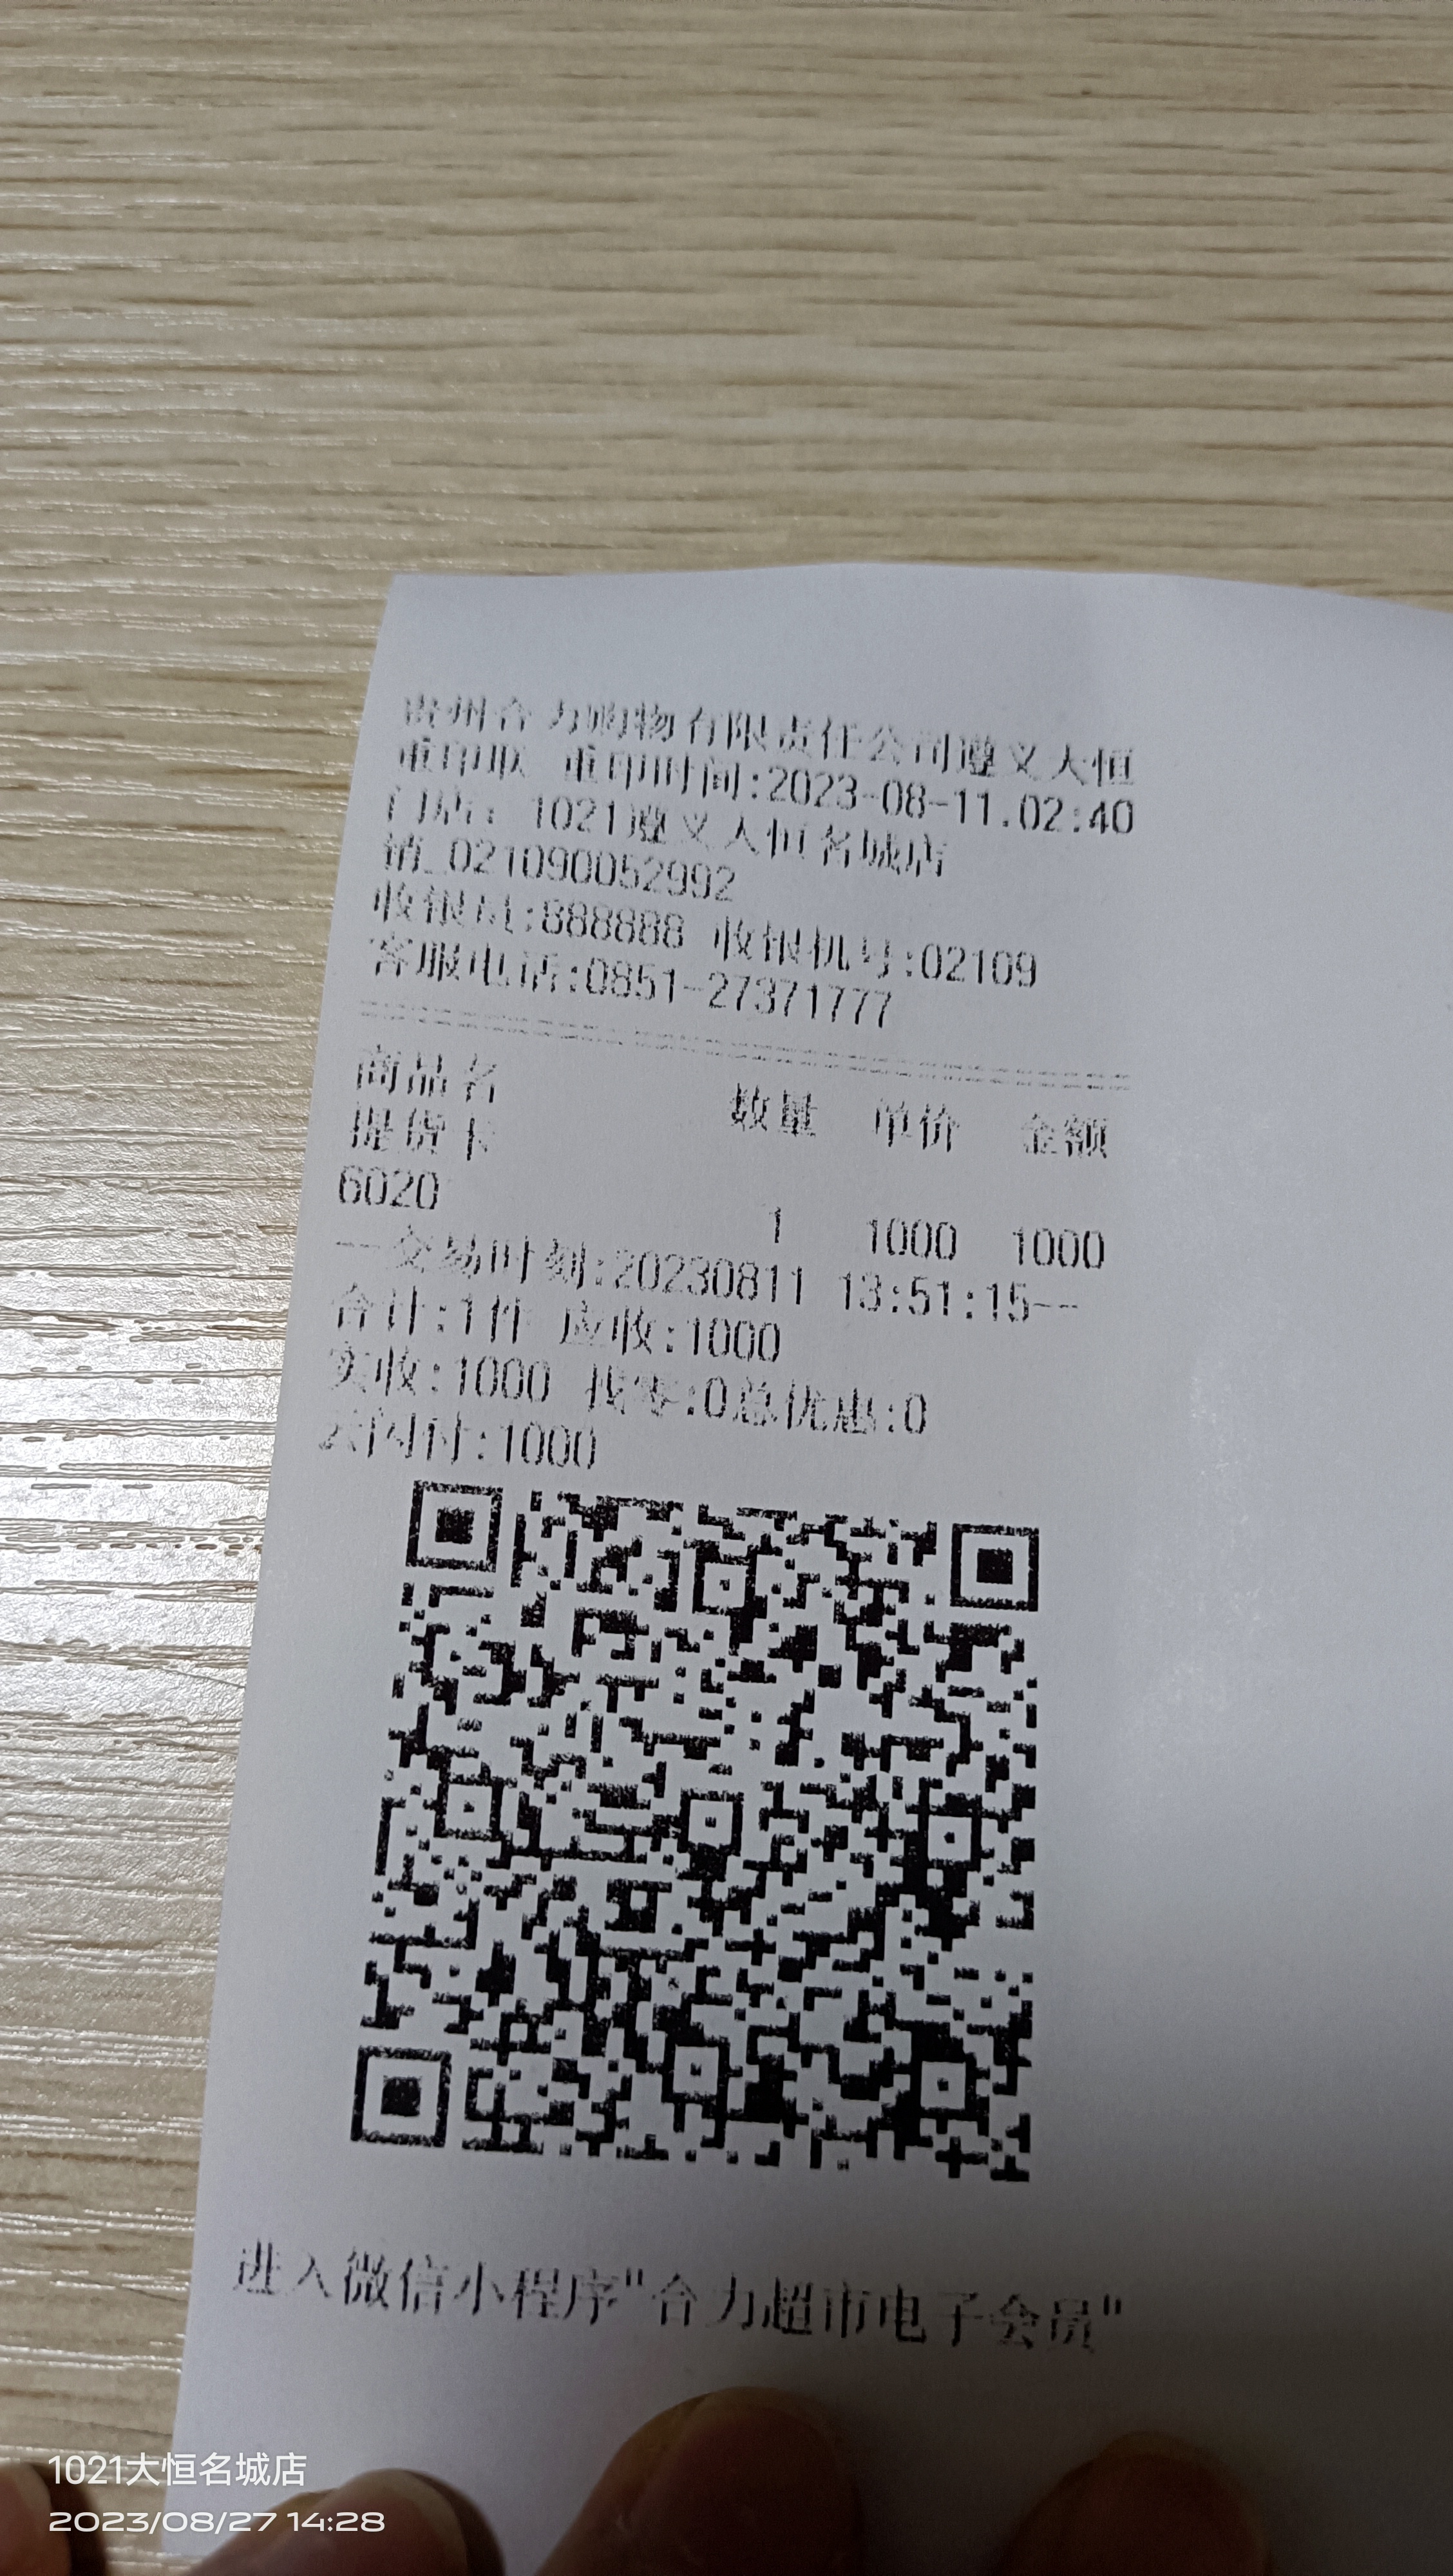 贵州合力购物有限责任公司遵义大恒
重印联 重印时间:2023-08-11.02:40
门店: 1021遵义大恒名城店
销_021090052992
收银员:888888 收银机号:02109
客服电话:0851-27371777
商品名 数量 单价 金额
提货卡
6020 1 1000 1000
--交易时刻:20230811 13:51:15--
合计:1件 应收:1000
实收:1000 找零:0总优惠:0
云闪付:1000
进入微信小程序"合力超市电子会员"
1021大恒名城店
2023/08/27 14:28